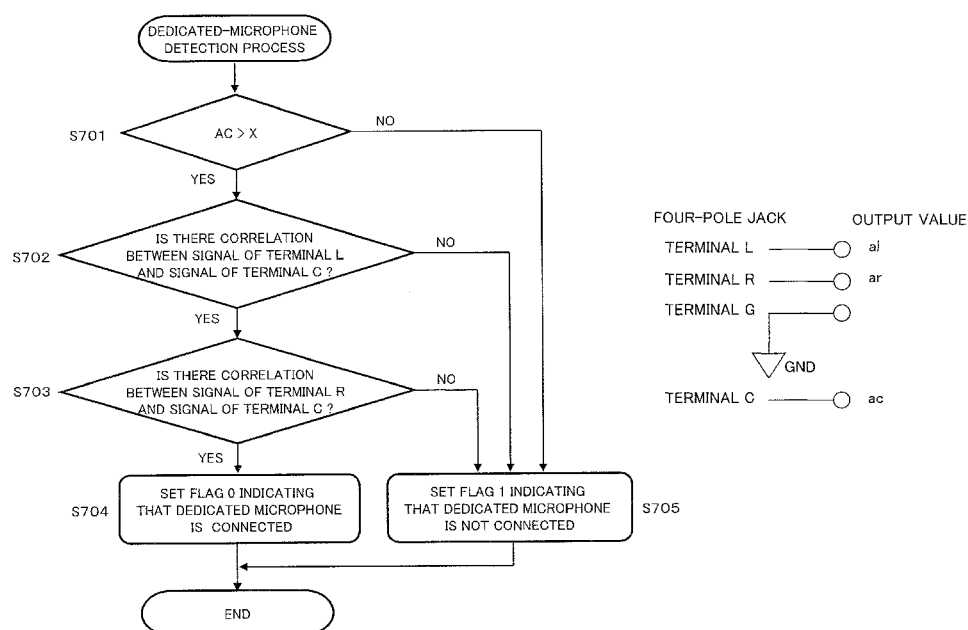 DEDICATED-MICROPHONE
DETECTION PROCESS
S701
AC > X
NO
YES
S702
IS THERE CORRELATION
BETWEEN SIGNAL OF TERMINAL L
AND SIGNAL OF TERMINAL C ?
NO
YES
S703
IS THERE CORRELATION
BETWEEN SIGNAL OF TERMINAL R
AND SIGNAL OF TERMINAL C ?
NO
YES
S704
SET FLAG 0 INDICATING
THAT DEDICATED MICROPHONE
IS CONNECTED
SET FLAG 1 INDICATING
THAT DEDICATED MICROPHONE
IS NOT CONNECTED
S705
END
FOUR-POLE JACK
OUTPUT VALUE
TERMINAL L
al
TERMINAL R
ar
TERMINAL G
GND
TERMINAL C
ac